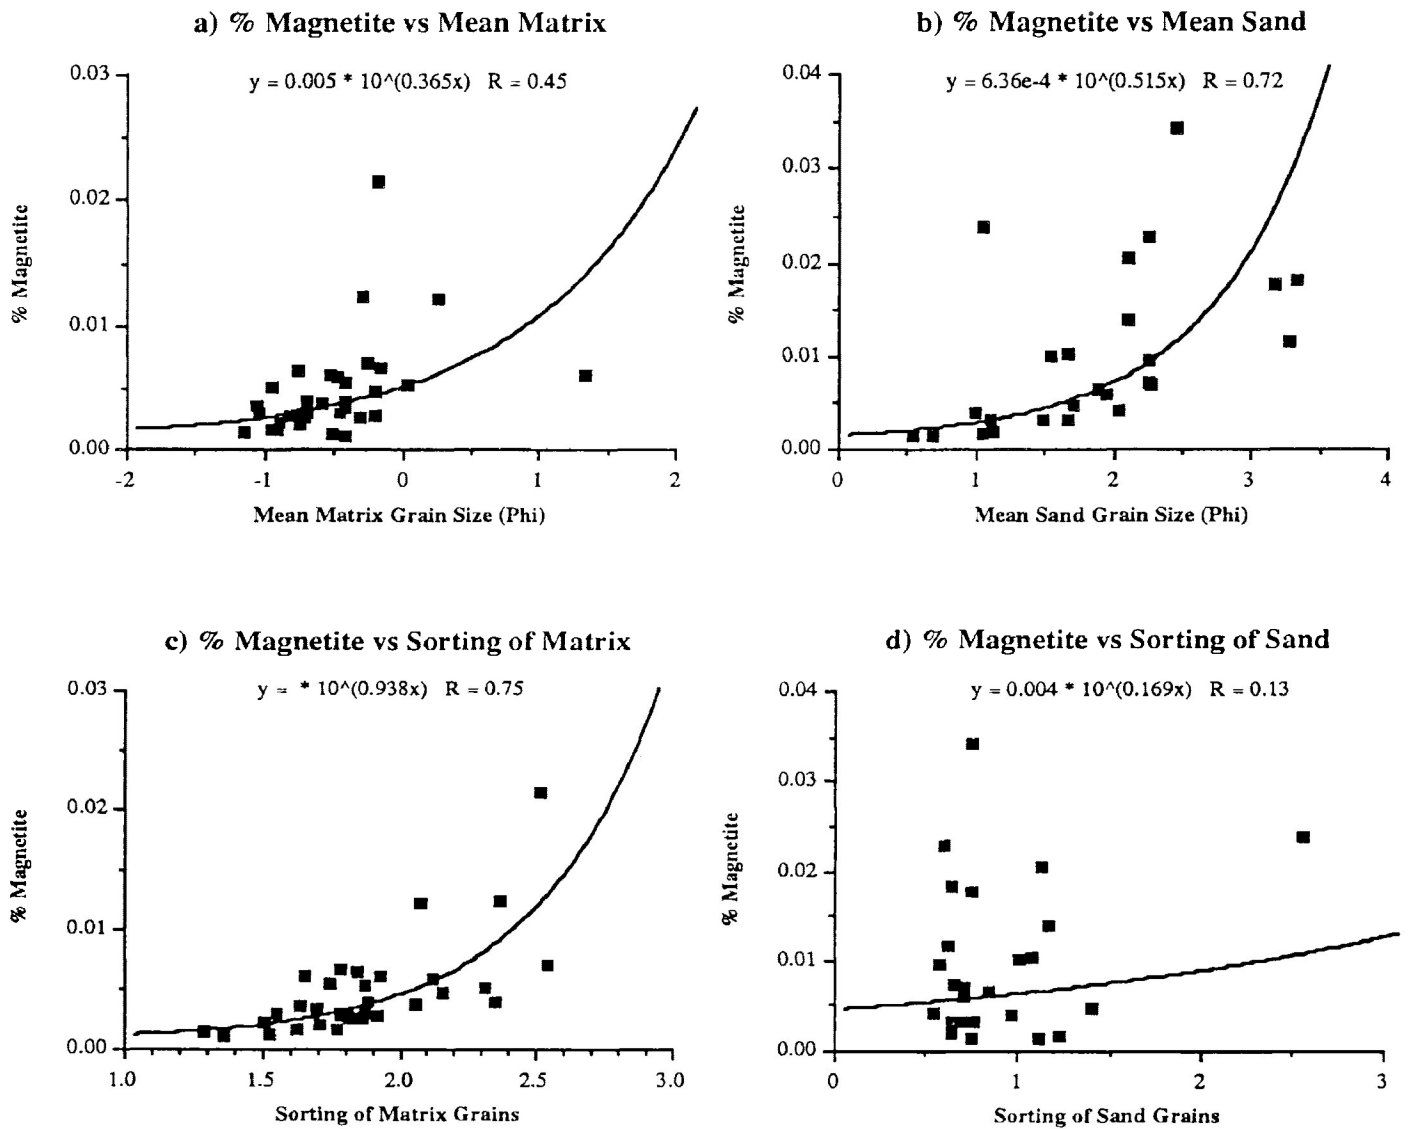 a) % Magnetite vs Mean Matrix
y = 0.005 * 10^(0.365x) R = 0.45
0.03
0.02
0.01
0.00
% Magnetite
-2 -1 0 1 2
Mean Matrix Grain Size (Phi)
b) % Magnetite vs Mean Sand
y = 6.36e-4 * 10^(0.515x) R = 0.72
0.04
0.03
0.02
0.01
0.00
% Magnetite
0 1 2 3 4
Mean Sand Grain Size (Phi)
c) % Magnetite vs Sorting of Matrix
y = * 10^(0.938x) R = 0.75
0.03
0.02
0.01
0.00
% Magnetite
1.0 1.5 2.0 2.5 3.0
Sorting of Matrix Grains
d) % Magnetite vs Sorting of Sand
y = 0.004 * 10^(0.169x) R = 0.13
0.04
0.03
0.02
0.01
0.00
% Magnetite
0 1 2 3
Sorting of Sand Grains